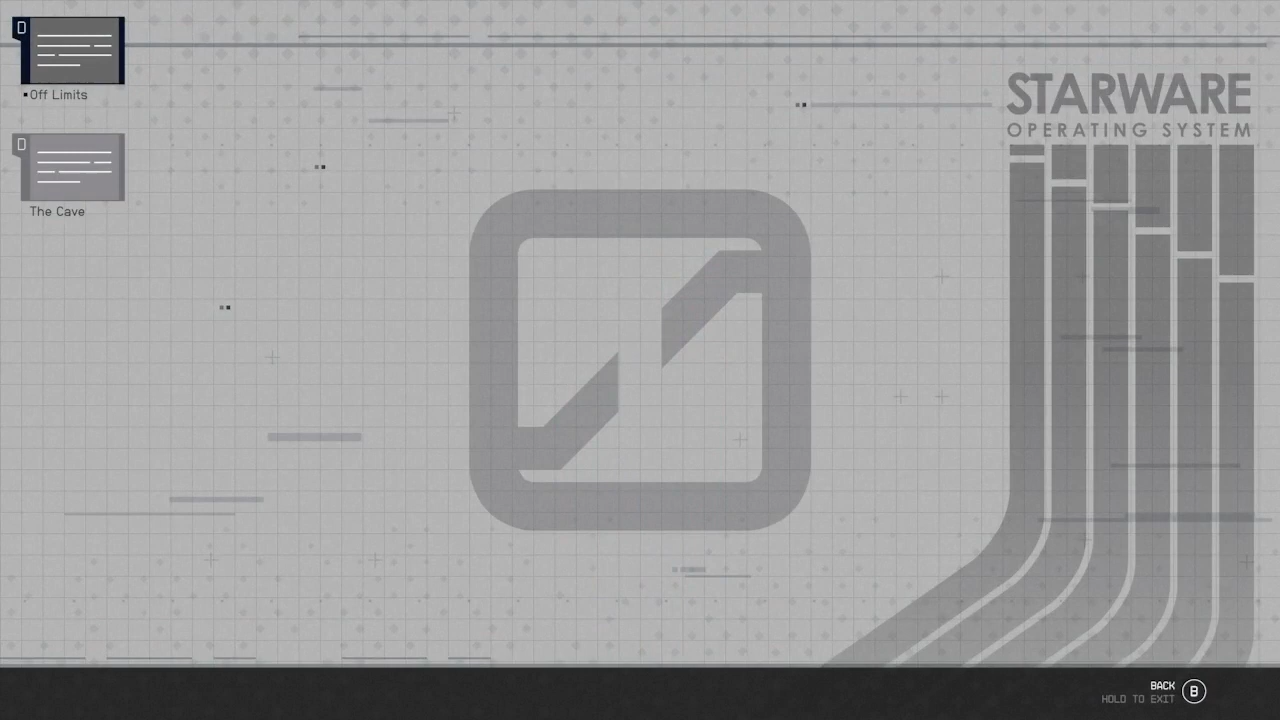 D
Off Limits
D
The Cave
STARWARE
OPERATING SYSTEM
BACK
HOLD TO EXIT
B